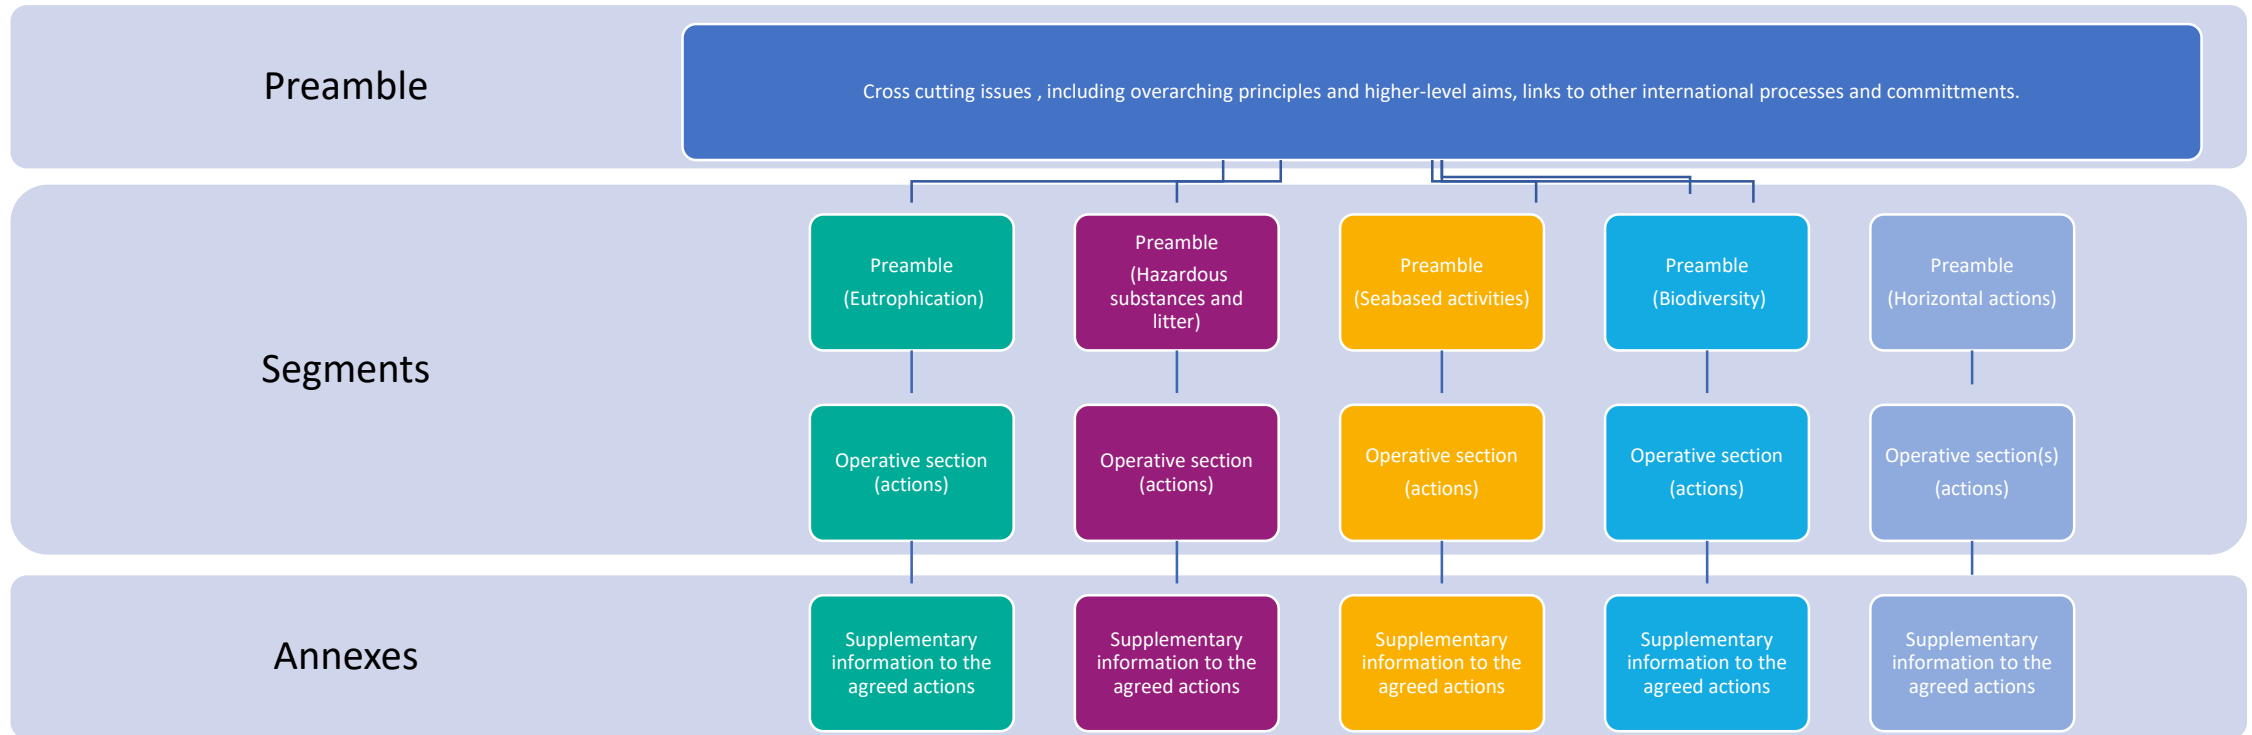 Preamble
Cross cutting issues , including overarching principles and higher-level aims, links to other international processes and committments.
Segments
Preamble
(Eutrophication)
Preamble
(Hazardous
substances and
litter)
Preamble
(Seabased activities)
Preamble
(Biodiversity)
Preamble
(Horizontal actions)
Operative section
(actions)
Operative section
(actions)
Operative section
(actions)
Operative section
(actions)
Operative section(s)
(actions)
Annexes
Supplementary
information to the
agreed actions
Supplementary
information to the
agreed actions
Supplementary
information to the
agreed actions
Supplementary
information to the
agreed actions
Supplementary
information to the
agreed actions